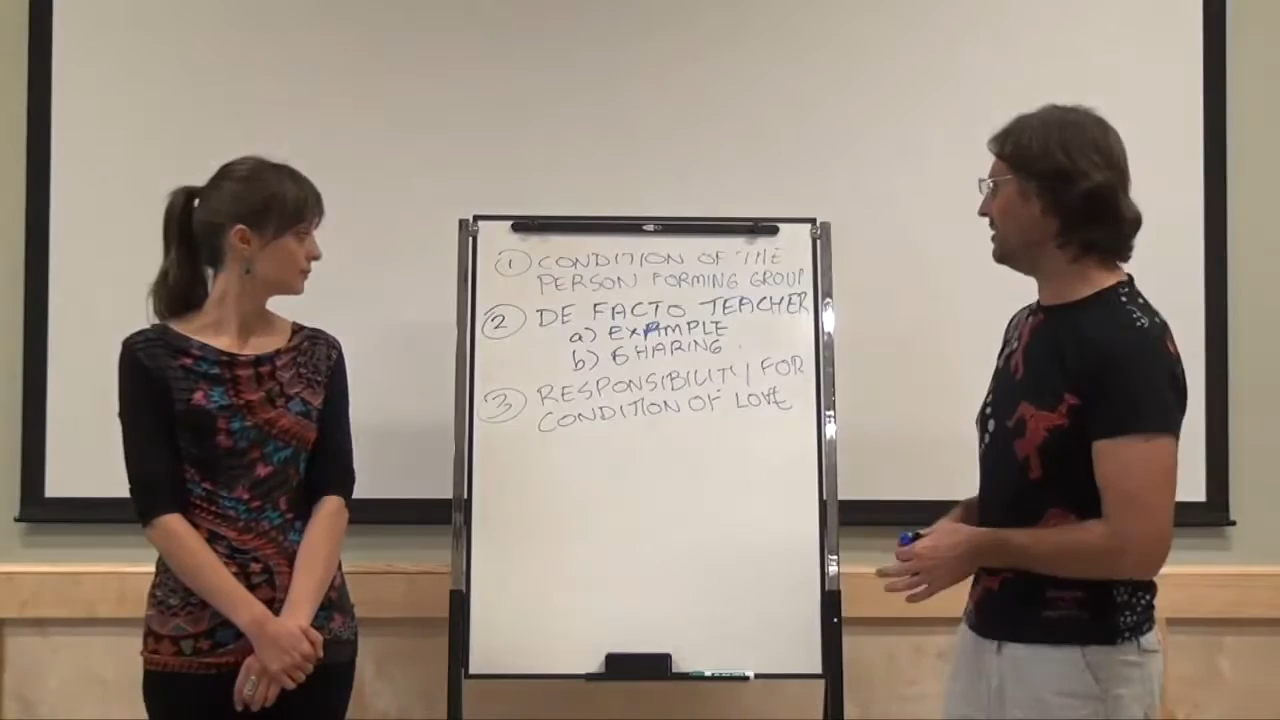 ① CONDITION OF THE
PERSON FORMING GROUP
② DE FACTO TEACHER
a) EXAMPLE
b) SHARING
③ RESPONSIBILITY FOR
CONDITION OF LOVE